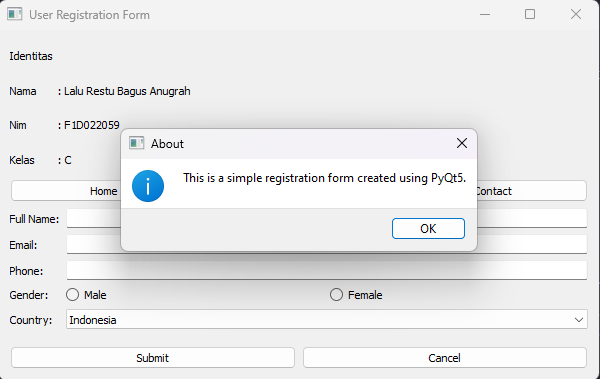 User Registration Form
Identitas
Nama : Lalu Restu Bagus Anugrah
Nim : F1D022059
Kelas : C
About
This is a simple registration form created using PyQt5.
OK
Home Contact
Full Name:
Email:
Phone:
Gender: Male Female
Country: Indonesia
Submit Cancel